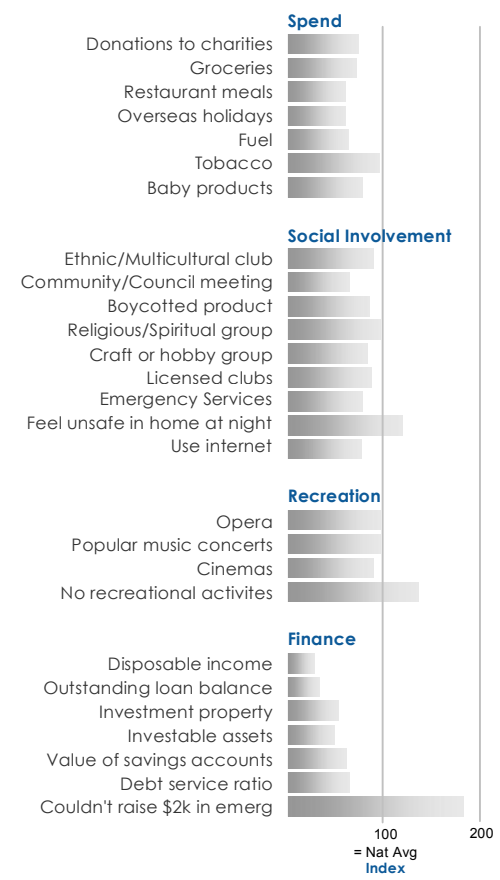 Spend
Donations to charities
Groceries
Restaurant meals
Overseas holidays
Fuel
Tobacco
Baby products
Social Involvement
Ethnic/Multicultural club
Community/Council meeting
Boycotted product
Religious/Spiritual group
Craft or hobby group
Licensed clubs
Emergency Services
Feel unsafe in home at night
Use internet
Recreation
Opera
Popular music concerts
Cinemas
No recreational activites
Finance
Disposable income
Outstanding loan balance
Investment property
Investable assets
Value of savings accounts
Debt service ratio
Couldn't raise $2k in emerg
100 200
= Nat Avg
Index